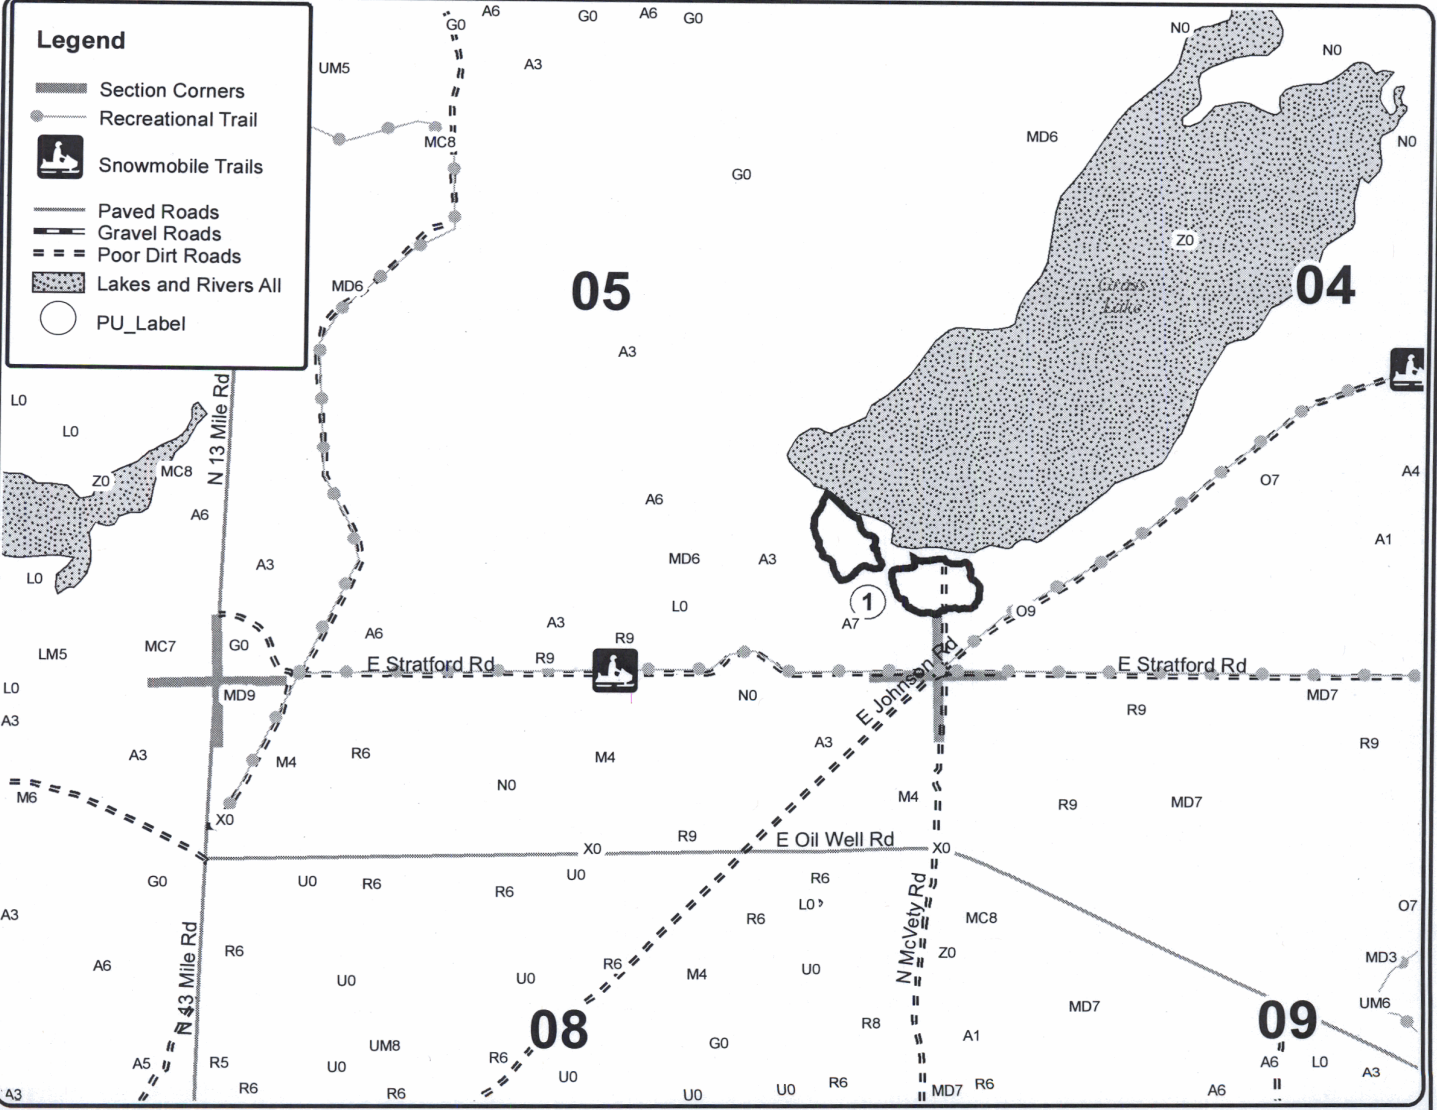 Legend
Section Corners
Recreational Trail
Snowmobile Trails
Paved Roads
Gravel Roads
Poor Dirt Roads
Lakes and Rivers All
PU_Label
G0
A6
G0
A6
G0
N0
N0
UM5
A3
MC8
MD6
N0
G0
Z0
MD6
05
Grass
Lake
04
A3
L0
N 13 Mile Rd
L0
MC8
Z0
A6
A6
O7
A4
A1
L0
A3
MD6
A3
L0
1
O9
A7
MC7
G0
A6
A3
R9
LM5
R9
E Stratford Rd
E Johnson Rd
E Stratford Rd
L0
MD9
N0
MD7
A3
R9
A3
M4
R6
M4
A3
R9
M6
N0
M4
R9
MD7
X0
R9
E Oil Well Rd
X0
X0
G0
U0
R6
R6
U0
R6
L0
R6
N McVety Rd
MC8
O7
A3
A6
N 13 Mile Rd
R6
U0
U0
R6
M4
U0
Z0
MD3
UM6
MD7
08
R8
A1
09
UM8
G0
A5
R5
U0
R6
U0
A6
L0
A3
A3
R6
R6
U0
U0
R6
MD7
R6
A6